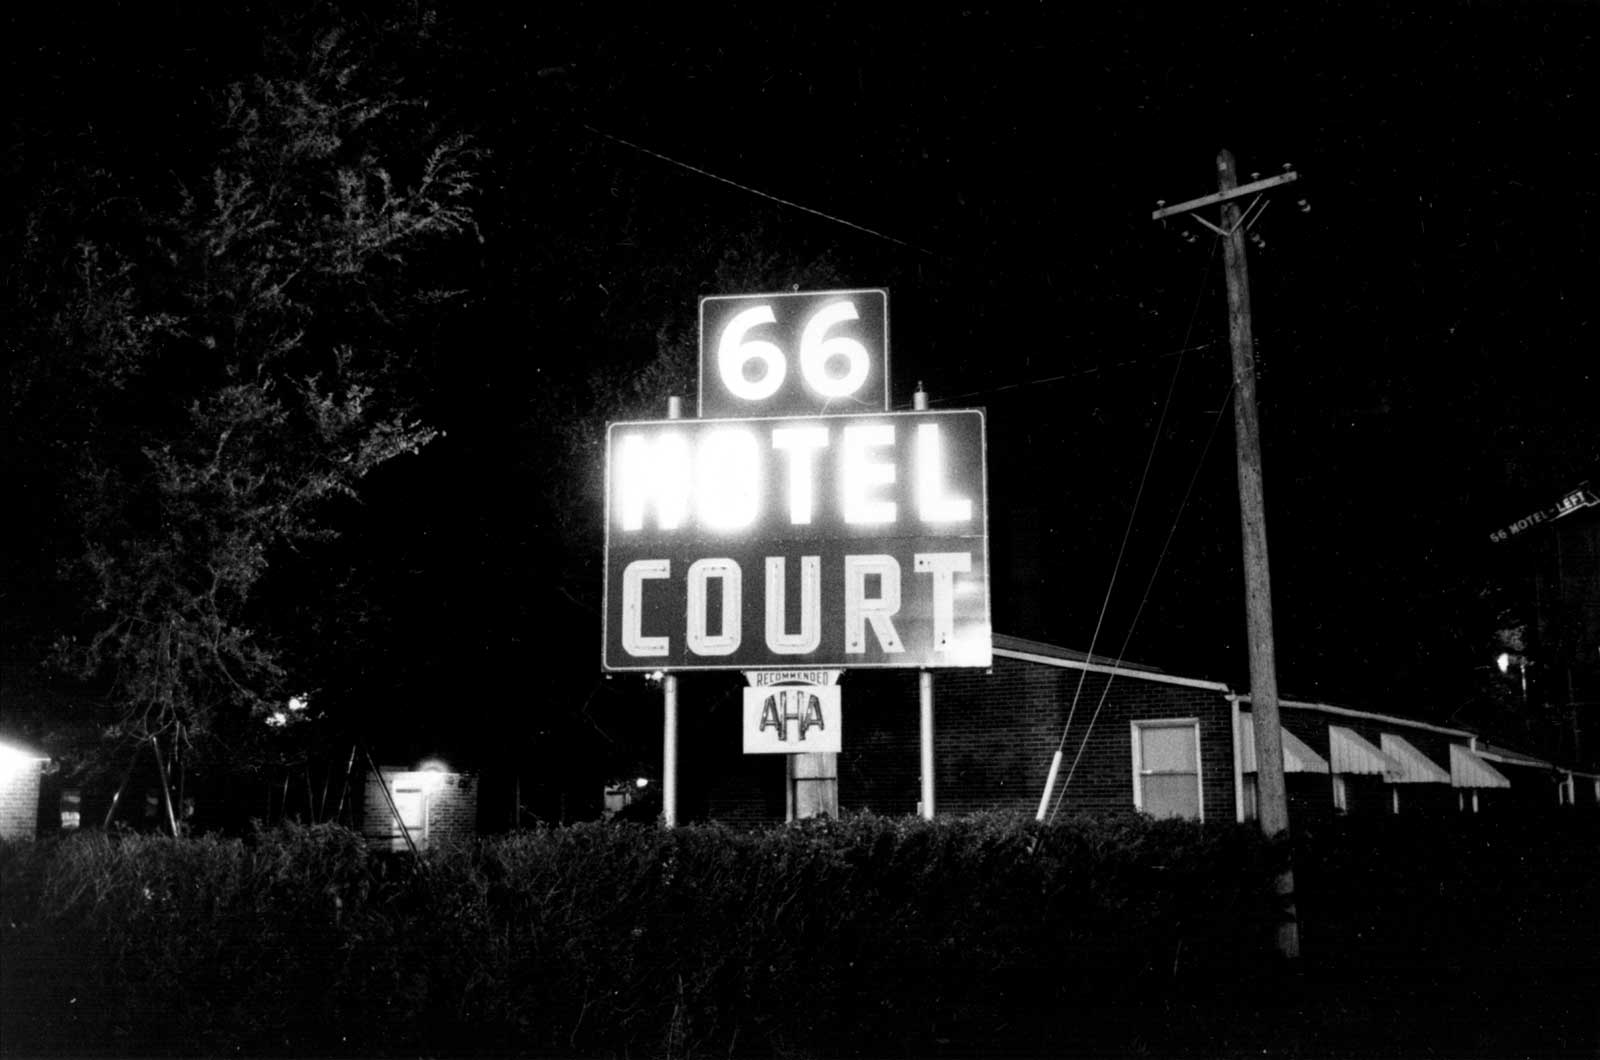 66
MOTEL
COURT
RECOMMENDED
AHA
66 MOTEL-LEFT